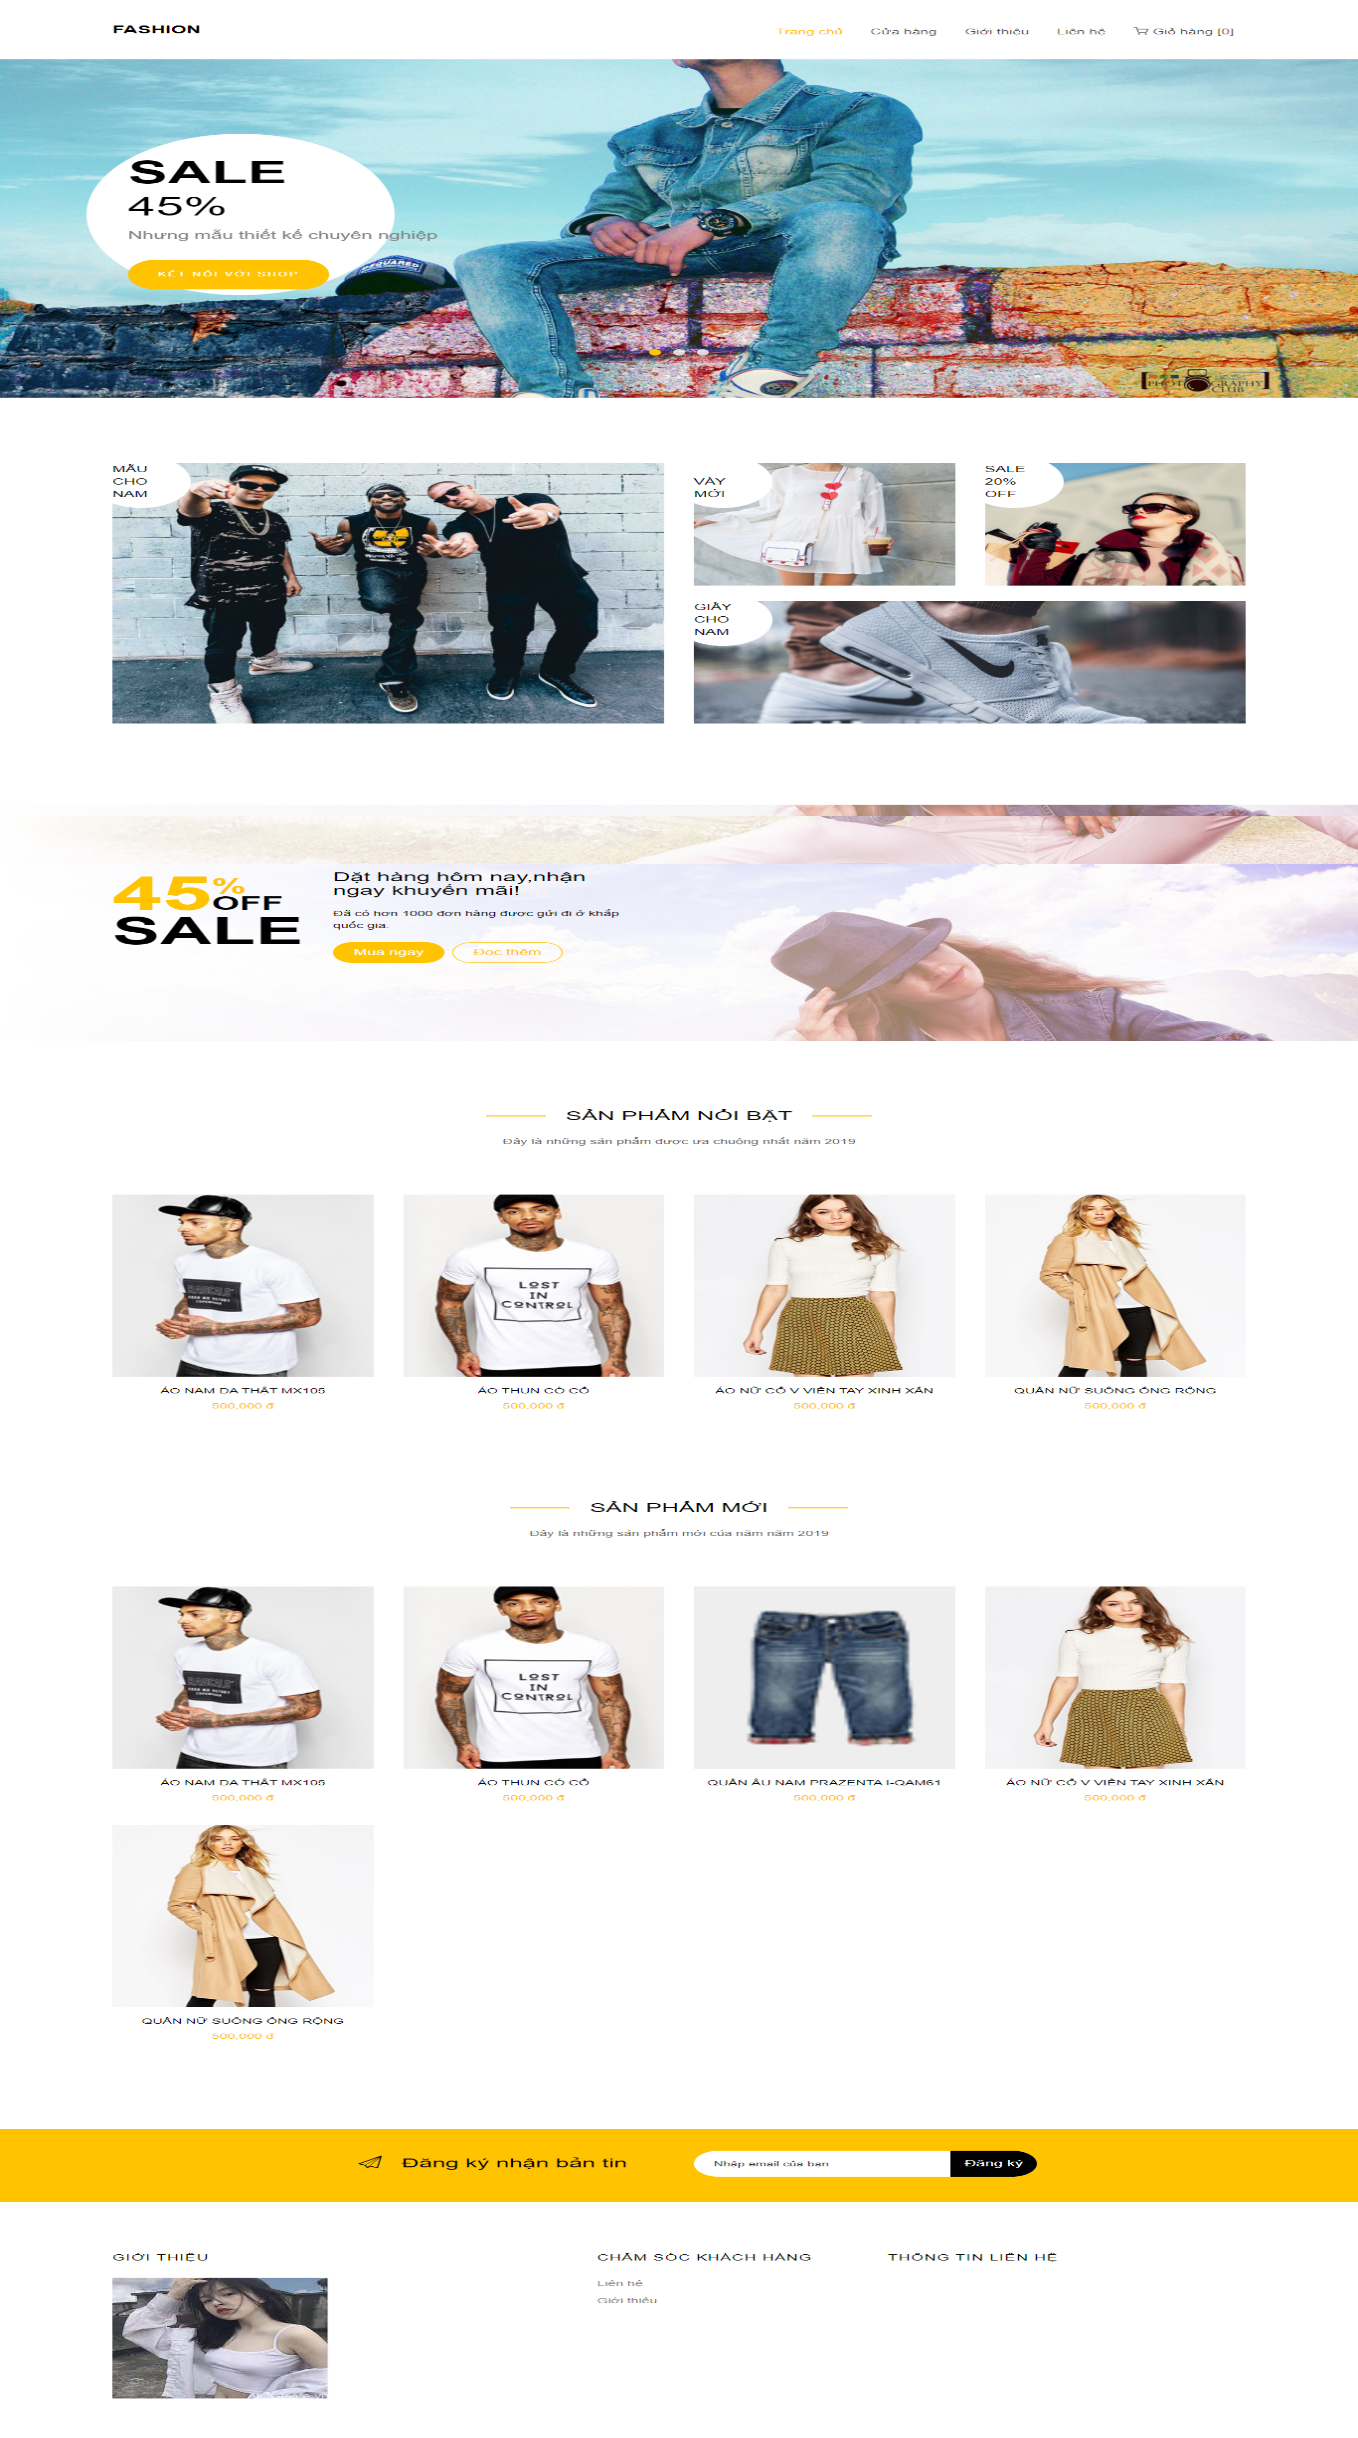 FASHION
Trang chủ
Cửa hàng
Giới thiệu
Liên hệ
Giỏ hàng [0]
SALE
45%
Nhưng mẫu thiết kế chuyên nghiệp
KẾT NỐI VỚI SHOP
MẪU
CHO
NAM
VÁY
MỚI
SALE
20%
OFF
GIÀY
CHO
NAM
45%
OFF
SALE
Dặt hàng hôm nay,nhận
ngay khuyến mãi!
Đã có hơn 1000 đơn hàng được gửi đi ở khắp
quốc gia.
Mua ngay
Đọc thêm
SẢN PHẨM NỔI BẬT
Đây là những sản phẩm được ưa chuộng nhất năm 2019
LOST
IN
CONTROL
ÁO NAM DA THẬT MX105
500,000 đ
ÁO THUN CÓ CỔ
500,000 đ
ÁO NỮ CỔ V VIỀN TAY XINH XẮN
500,000 đ
QUẦN NỮ SUÔNG ỐNG RỘNG
500,000 đ
SẢN PHẨM MỚI
Đây là những sản phẩm mới của năm năm 2019
LOST
IN
CONTROL
ÁO NAM DA THẬT MX105
500,000 đ
ÁO THUN CÓ CỔ
500,000 đ
QUẦN ÂU NAM PRAZENTA I-QAM61
500,000 đ
ÁO NỮ CỔ V VIỀN TAY XINH XẮN
500,000 đ
QUẦN NỮ SUÔNG ỐNG RỘNG
500,000 đ
Đăng ký nhận bản tin
Nhập email của bạn
Đăng ký
GIỚI THIỆU
CHĂM SÓC KHÁCH HÀNG
Liên hệ
Giới thiệu
THÔNG TIN LIÊN HỆ